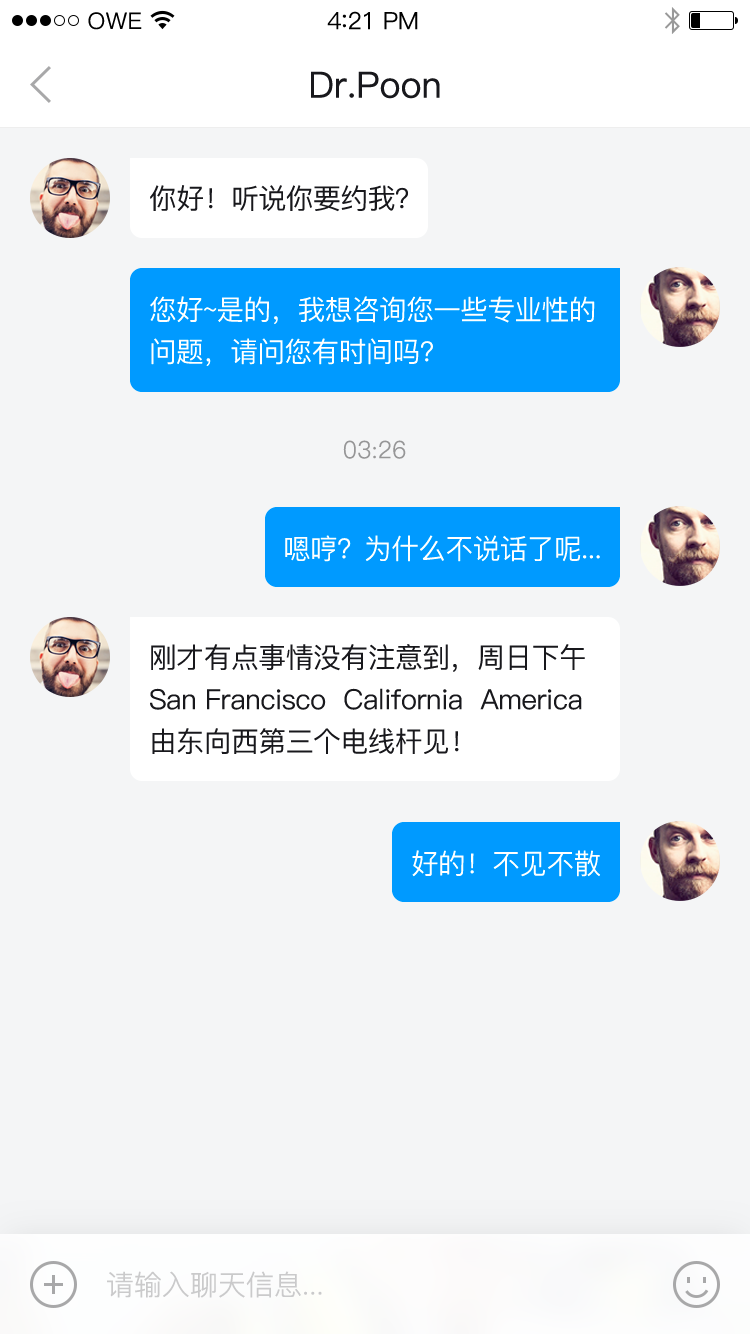 OWE 4:21 PM
Dr.Poon
你好！听说你要约我？
您好~是的，我想咨询您一些专业性的
问题，请问您有时间吗？
03:26
嗯哼？为什么不说话了呢...
刚才有点事情没有注意到，周日下午
San Francisco  California  America
由东向西第三个电线杆见！
好的！不见不散
请输入聊天信息...